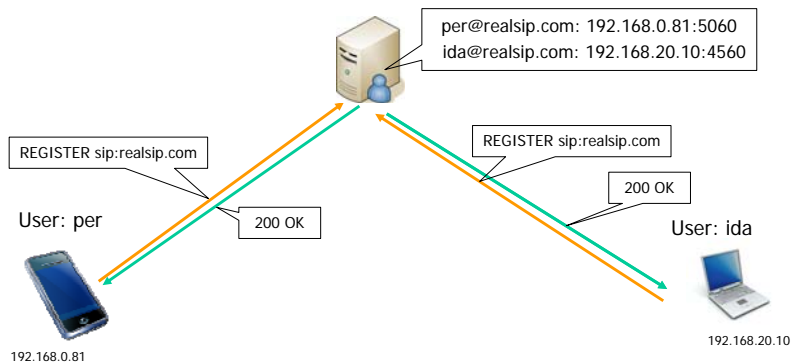 per@realsip.com: 192.168.0.81:5060
ida@realsip.com: 192.168.20.10:4560
REGISTER sip:realsip.com
REGISTER sip:realsip.com
200 OK
User: per
200 OK
User: ida
192.168.0.81
192.168.20.10